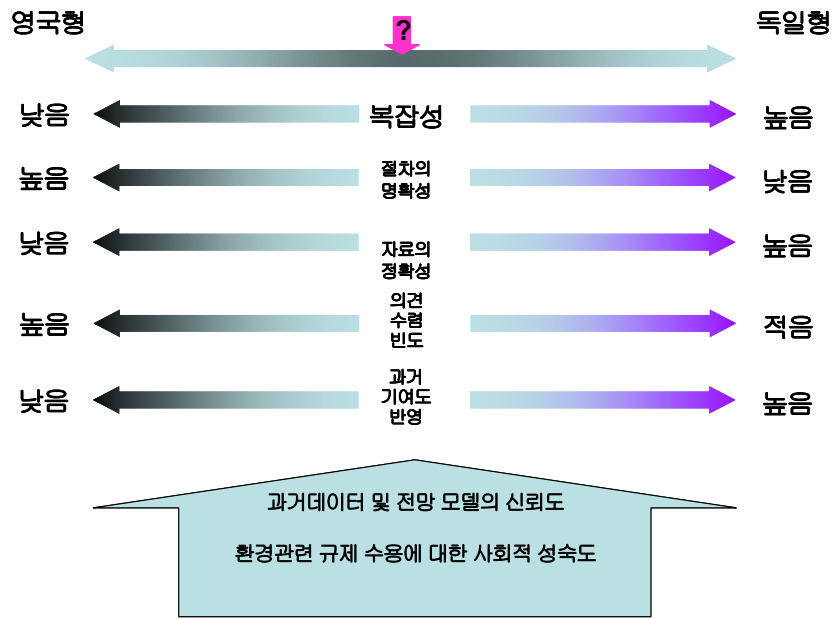 영국형
독일형
?
낮음
복잡성
높음
높음
절차의
명확성
낮음
낮음
자료의
정확성
높음
높음
의견
수렴
빈도
적음
낮음
과거
기여도
반영
높음
과거데이터 및 전망 모델의 신뢰도
환경관련 규제 수용에 대한 사회적 성숙도